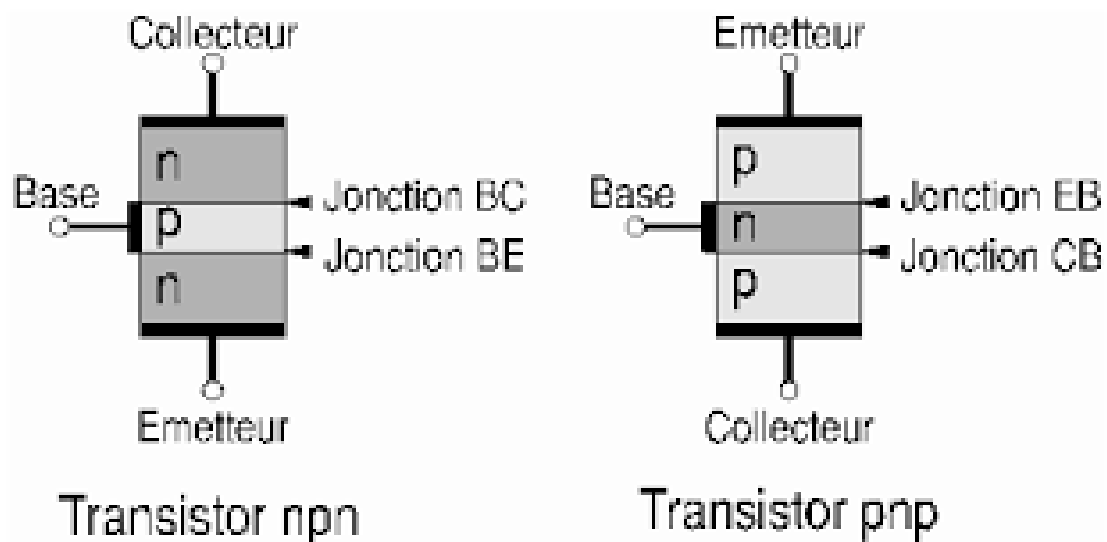 Collecteur
n
Base
p
Jonction BC
Jonction BE
n
Emetteur
Transistor npn
Emetteur
p
Base
n
Jonction EB
Jonction CB
p
Collecteur
Transistor pnp